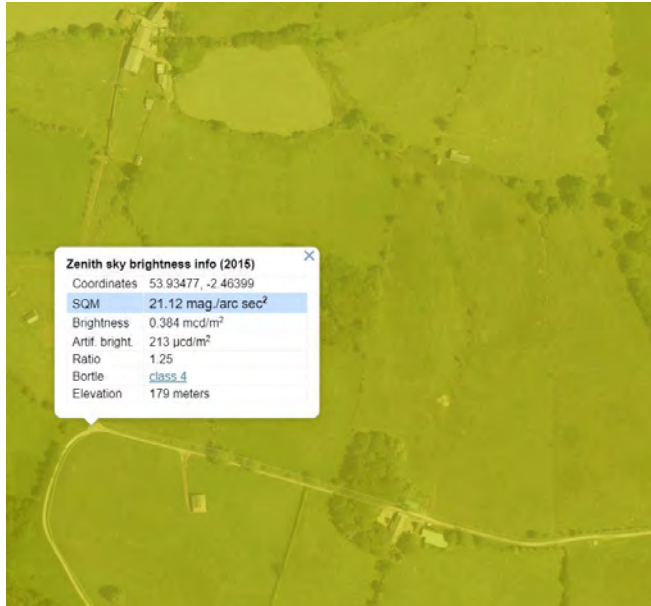 Zenith sky brightness info (2015)
Coordinates 53.93477, -2.46399
SQM 21.12 mag./arc sec²
Brightness 0.384 mcd/m²
Artif. bright. 213 μcd/m²
Ratio 1.25
Bortle class 4
Elevation 179 meters